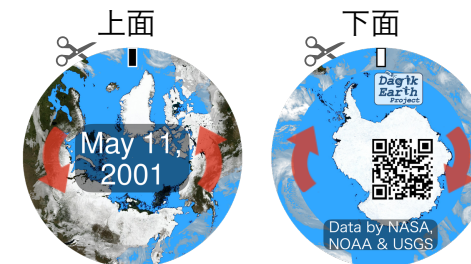 上面
下面
May 11,
2001
Dagik
Earth
Project
Data by NASA,
NOAA & USGS